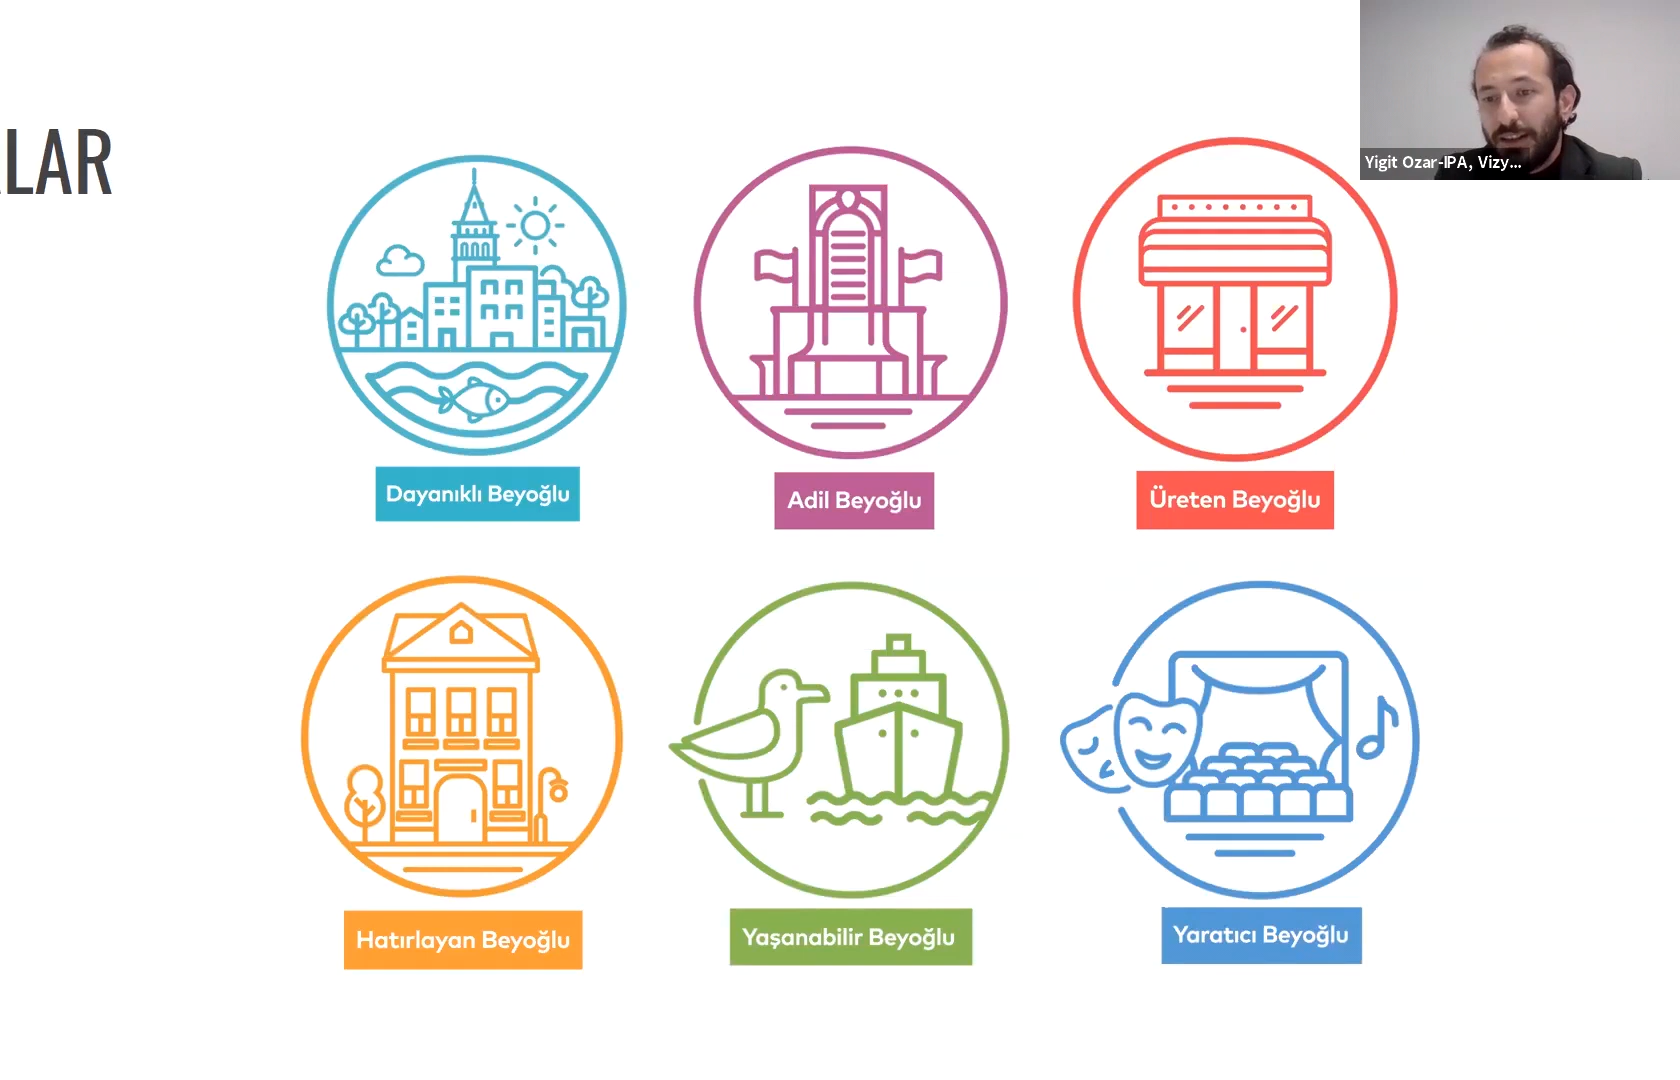 LAR
Yigit Ozar-IPA, Vizy...
Dayanıklı Beyoğlu
Adil Beyoğlu
Üreten Beyoğlu
Hatırlayan Beyoğlu
Yaşanabilir Beyoğlu
Yaratıcı Beyoğlu